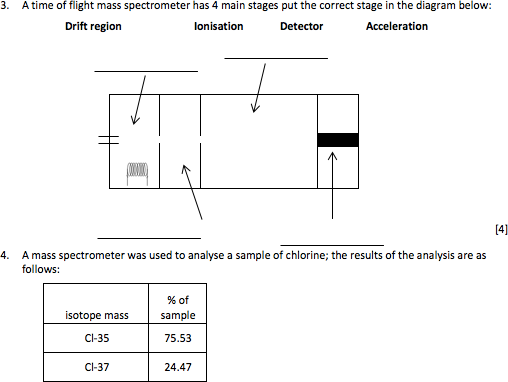 3. A time of flight mass spectrometer has 4 main stages put the correct stage in the diagram below:
Drift region Ionisation Detector Acceleration
[4]
4. A mass spectrometer was used to analyse a sample of chlorine; the results of the analysis are as
follows:
isotope mass % of
sample
Cl-35 75.53
Cl-37 24.47